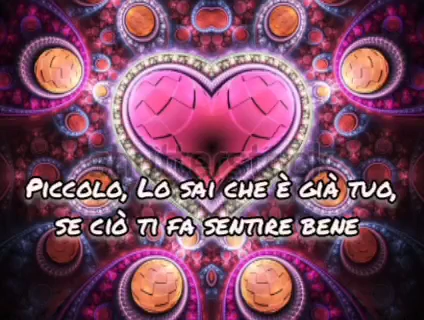 Piccolo, Lo sai che è già tuo,
se ciò ti fa sentire bene